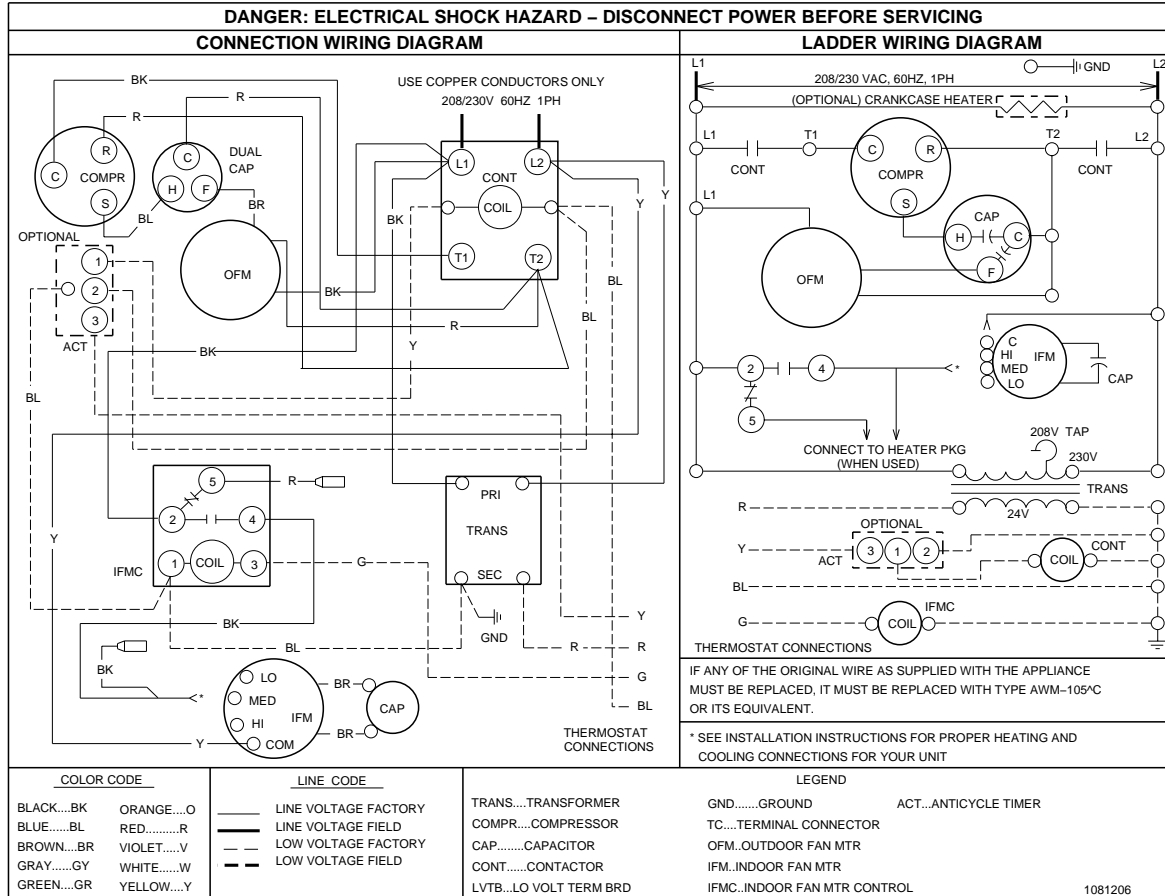 DANGER: ELECTRICAL SHOCK HAZARD – DISCONNECT POWER BEFORE SERVICING
CONNECTION WIRING DIAGRAM
BK
R
R
USE COPPER CONDUCTORS ONLY
208/230V 60HZ 1PH
R
C
COMPR
S
C
H
F
DUAL
CAP
BL
BR
L1
L2
CONT
COIL
T1
T2
BK
Y
Y
OPTIONAL
1
2
3
ACT
OFM
BK
R
BL
BL
Y
BK
BL
5
R
2
4
1
COIL
3
IFMC
G
Y
PRI
TRANS
SEC
GND
BK
BL
Y
R
R
G
BL
BK
*
LO
MED
HI
COM
IFM
BR
BR
CAP
Y
THERMOSTAT
CONNECTIONS
LADDER WIRING DIAGRAM
L1
GND
L2
208/230 VAC, 60HZ, 1PH
(OPTIONAL) CRANKCASE HEATER
L1
CONT
T1
C
R
COMPR
S
T2
CONT
L2
L1
CAP
H
C
F
OFM
C
HI
MED
LO
IFM
CAP
2
4
*
5
CONNECT TO HEATER PKG
(WHEN USED)
208V TAP
230V
TRANS
24V
R
OPTIONAL
Y
ACT
3
1
2
COIL
CONT
BL
G
COIL
IFMC
THERMOSTAT CONNECTIONS
IF ANY OF THE ORIGINAL WIRE AS SUPPLIED WITH THE APPLIANCE
MUST BE REPLACED, IT MUST BE REPLACED WITH TYPE AWM–105^C
OR ITS EQUIVALENT.
* SEE INSTALLATION INSTRUCTIONS FOR PROPER HEATING AND
COOLING CONNECTIONS FOR YOUR UNIT
COLOR CODE
BLACK....BK ORANGE....O
BLUE......BL RED..........R
BROWN....BR VIOLET.....V
GRAY......GY WHITE......W
GREEN....GR YELLOW....Y
LINE CODE
LINE VOLTAGE FACTORY
LINE VOLTAGE FIELD
LOW VOLTAGE FACTORY
LOW VOLTAGE FIELD
LEGEND
TRANS....TRANSFORMER GND.......GROUND ACT...ANTICYCLE TIMER
COMPR....COMPRESSOR TC....TERMINAL CONNECTOR
CAP........CAPACITOR OFM..OUTDOOR FAN MTR
CONT.....CONTACTOR IFM..INDOOR FAN MTR
LVTB...LO VOLT TERM BRD IFMC..INDOOR FAN MTR CONTROL 1081206